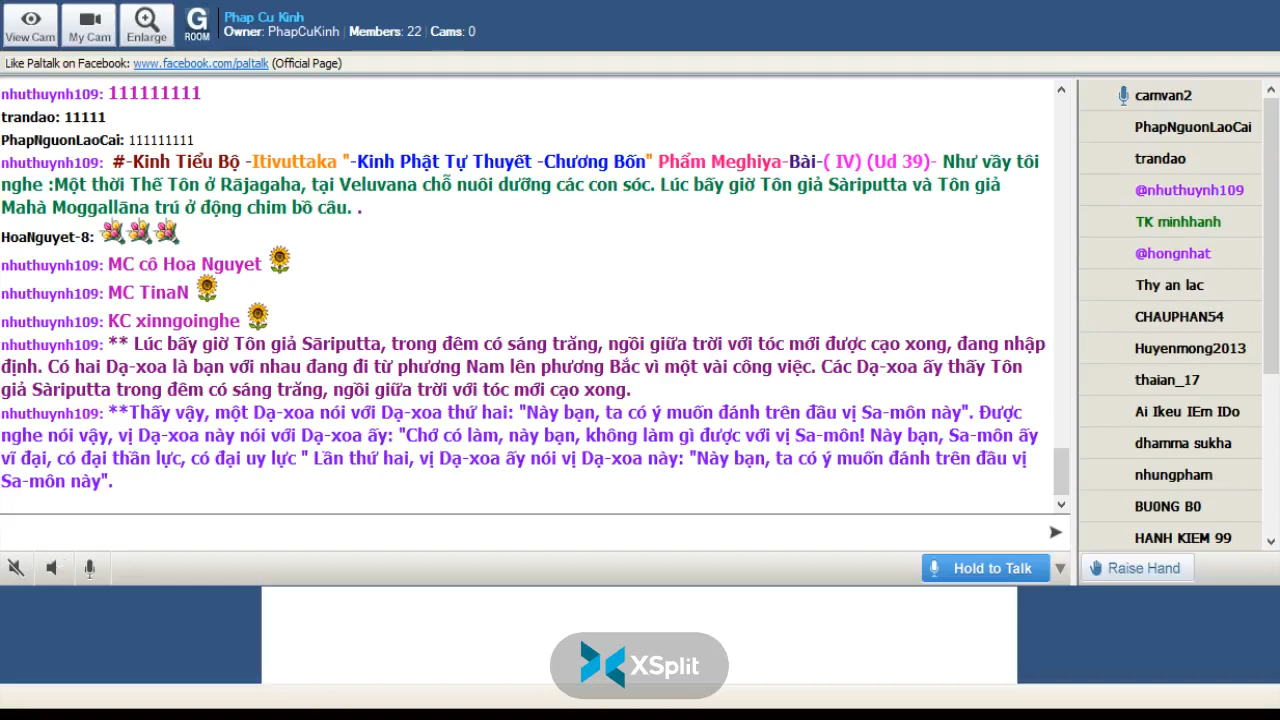 Phap Cu Kinh
Owner: PhapCuKinh | Members: 22 | Cams: 0
View Cam
My Cam
Enlarge
G
ROOM
Like Paltalk on Facebook: www.facebook.com/paltalk (Official Page)
nhuthuynh109: 111111111
trandao: 11111
PhapNguonLaoCai: 111111111
nhuthuynh109: #-Kinh Tiểu Bộ -Itivuttaka "-Kinh Phật Tự Thuyết -Chương Bốn" Phẩm Meghiya-Bài-( IV) (Ud 39)- Như vầy tôi
nghe :Một thời Thế Tôn ở Rājagaha, tại Veluvana chỗ nuôi dưỡng các con sóc. Lúc bấy giờ Tôn giả Sàriputta và Tôn giả
Mahà Moggallāna trú ở động chim bồ câu. .
HoaNguyet-8:
nhuthuynh109: MC cô Hoa Nguyet
nhuthuynh109: MC TinaN
nhuthuynh109: KC xinngoinghe
nhuthuynh109: ** Lúc bấy giờ Tôn giả Sāriputta, trong đêm có sáng trăng, ngồi giữa trời với tóc mới được cạo xong, đang nhập
định. Có hai Dạ-xoa là bạn với nhau đang đi từ phương Nam lên phương Bắc vì một vài công việc. Các Dạ-xoa ấy thấy Tôn
giả Sàriputta trong đêm có sáng trăng, ngồi giữa trời với tóc mới cạo xong.
nhuthuynh109: **Thấy vậy, một Dạ-xoa nói với Dạ-xoa thứ hai: "Này bạn, ta có ý muốn đánh trên đầu vị Sa-môn này". Được
nghe nói vậy, vị Dạ-xoa này nói với Dạ-xoa ấy: "Chớ có làm, này bạn, không làm gì được với vị Sa-môn! Này bạn, Sa-môn ấy
vĩ đại, có đại thần lực, có đại uy lực " Lần thứ hai, vị Dạ-xoa ấy nói vị Dạ-xoa này: "Này bạn, ta có ý muốn đánh trên đầu vị
Sa-môn này".
camvan2
PhapNguonLaoCai
trandao
@nhuthuynh109
TK minhhanh
@hongnhat
Thy an lac
CHAUPHAN54
Huyenmong2013
thaian_17
Ai Ikeu IEm IDo
dhamma sukha
nhungpham
BU0NG B0
HANH KIEM 99
Hold to Talk
Raise Hand
XSplit